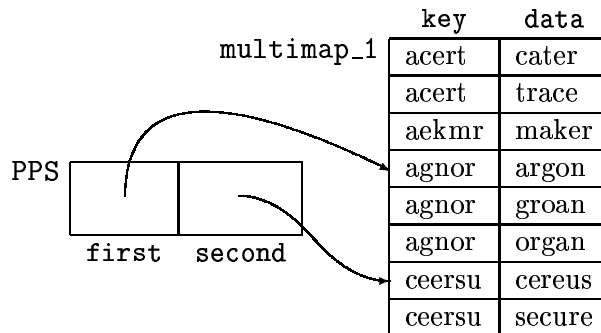 key data
multimap_1
acert cater
acert trace
aekmr maker
PPS
agnor argon
agnor groan
agnor organ
first second
ceersu cereus
ceersu secure